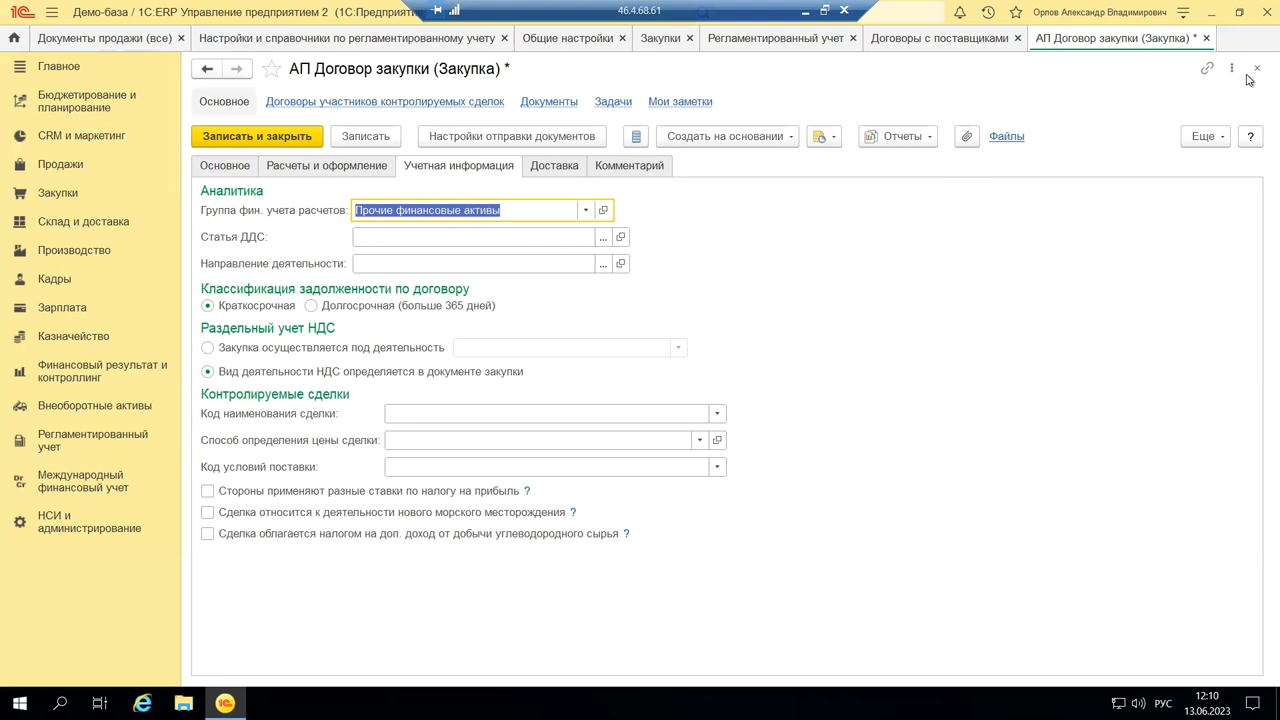 Демо-база / 1С:ERP Управление предприятием 2 (1С:Предприяти
46.4.68.61
Орлов Александр Владимирович
Документы продажи (все) ×
Настройки и справочники по регламентированному учету ×
Общие настройки ×
Закупки ×
Регламентированный учет ×
Договоры с поставщиками ×
АП Договор закупки (Закупка) * ×
Главное
Бюджетирование и
планирование
CRM и маркетинг
Продажи
Закупки
Склад и доставка
Производство
Кадры
Зарплата
Казначейство
Финансовый результат и
контроллинг
Внеоборотные активы
Регламентированный
учет
Dr
Cr
Международный
финансовый учет
НСИ и
администрирование
АП Договор закупки (Закупка) *
Основное Договоры участников контролируемых сделок Документы Задачи Мои заметки
Записать и закрыть Записать Настройки отправки документов Создать на основании Отчеты Файлы Еще ?
Основное Расчеты и оформление Учетная информация Доставка Комментарий
Аналитика
Группа фин. учета расчетов: Прочие финансовые активы
Статья ДДС: ...
Направление деятельности: ...
Классификация задолженности по договору
Краткосрочная Долгосрочная (больше 365 дней)
Раздельный учет НДС
Закупка осуществляется под деятельность
Вид деятельности НДС определяется в документе закупки
Контролируемые сделки
Код наименования сделки:
Способ определения цены сделки:
Код условий поставки:
Стороны применяют разные ставки по налогу на прибыль ?
Сделка относится к деятельности нового морского месторождения ?
Сделка облагается налогом на доп. доход от добычи углеводородного сырья ?
РУС
12:10
13.06.2023